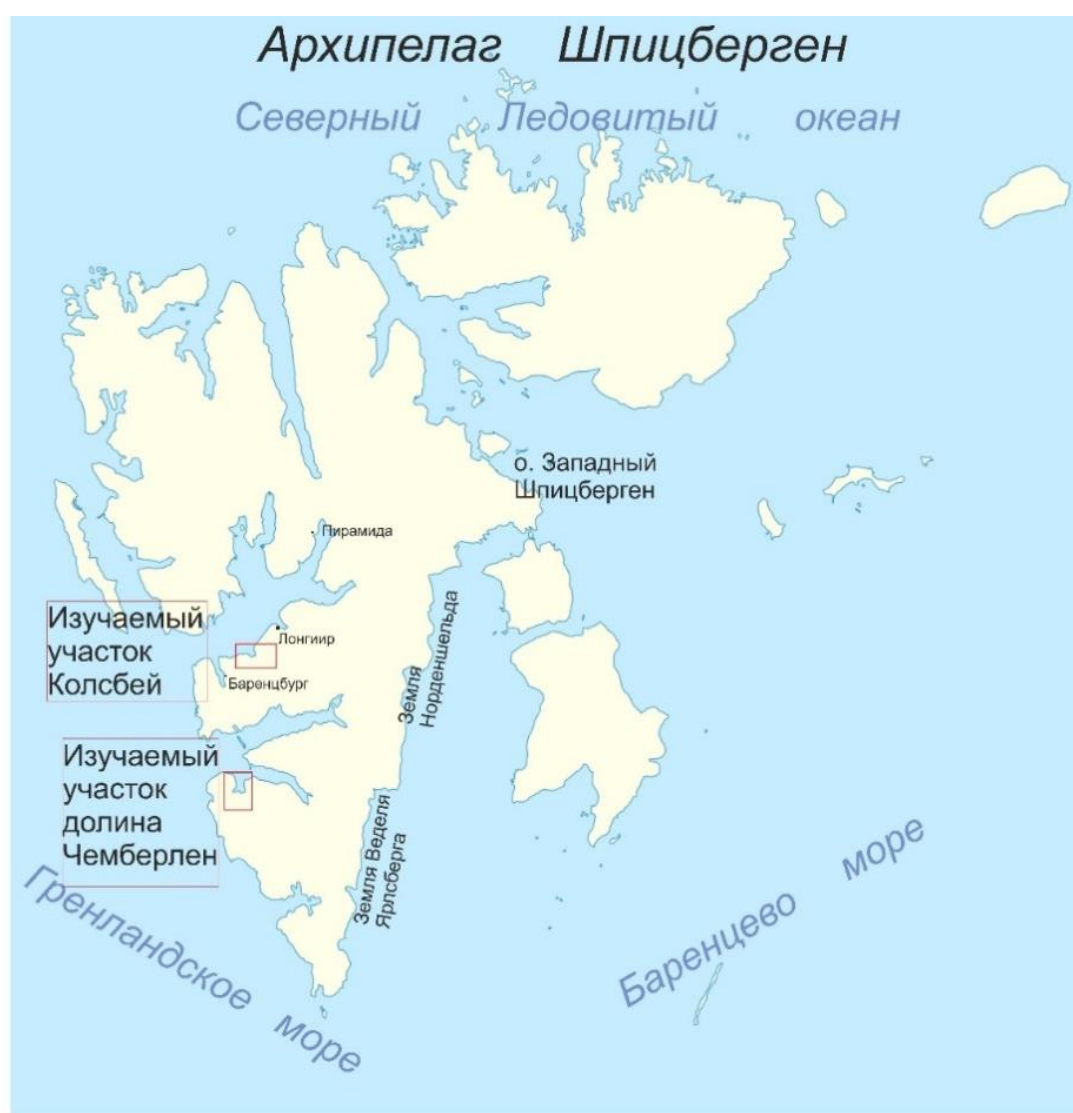 Архипелаг Шпицберген
Северный Ледовитый океан
о. Западный
Шпицберген
Пирамида
Изучаемый
участок
Колсбей
Лонгиир
Баренцбург
Земля
Норденшельда
Изучаемый
участок
долина
Чемберлен
Земля Веделя
Ярлсберга
Гренландское море
Баренцево море